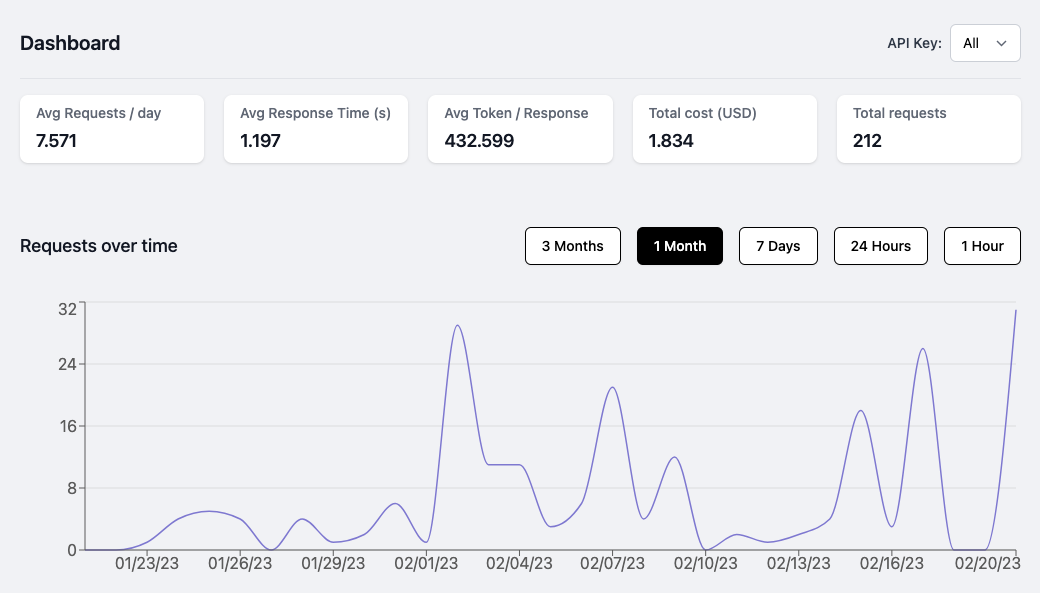 Dashboard
API Key: All
Avg Requests / day
7.571
Avg Response Time (s)
1.197
Avg Token / Response
432.599
Total cost (USD)
1.834
Total requests
212
Requests over time
3 Months
1 Month
7 Days
24 Hours
1 Hour
32
24
16
8
0
01/23/23
01/26/23
01/29/23
02/01/23
02/04/23
02/07/23
02/10/23
02/13/23
02/16/23
02/20/23